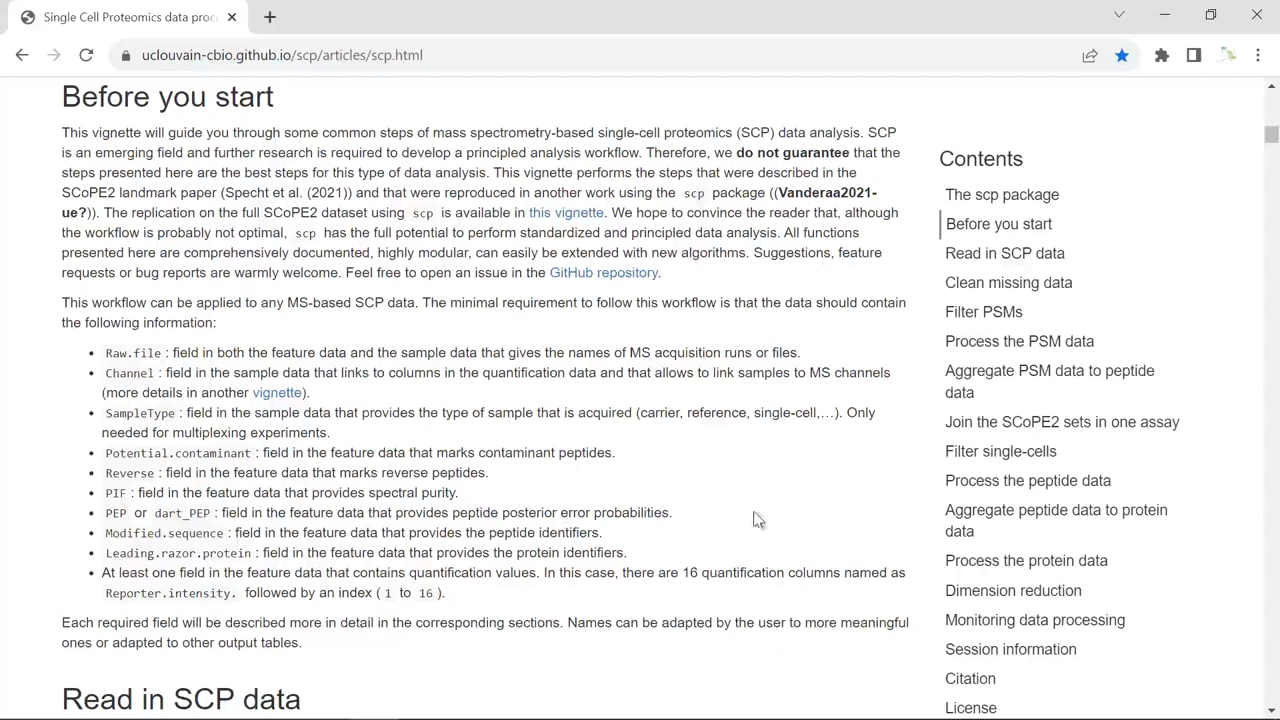 Single Cell Proteomics data proc
uclouvain-cbio.github.io/scp/articles/scp.html
Before you start
This vignette will guide you through some common steps of mass spectrometry-based single-cell proteomics (SCP) data analysis. SCP
is an emerging field and further research is required to develop a principled analysis workflow. Therefore, we do not guarantee that the
steps presented here are the best steps for this type of data analysis. This vignette performs the steps that were described in the
SCoPE2 landmark paper (Specht et al. (2021)) and that were reproduced in another work using the scp package ((Vanderaa2021-
ue?)). The replication on the full SCoPE2 dataset using scp is available in this vignette. We hope to convince the reader that, although
the workflow is probably not optimal, scp has the full potential to perform standardized and principled data analysis. All functions
presented here are comprehensively documented, highly modular, can easily be extended with new algorithms. Suggestions, feature
requests or bug reports are warmly welcome. Feel free to open an issue in the GitHub repository.
This workflow can be applied to any MS-based SCP data. The minimal requirement to follow this workflow is that the data should contain
the following information:
• Raw.file : field in both the feature data and the sample data that gives the names of MS acquisition runs or files.
• Channel : field in the sample data that links to columns in the quantification data and that allows to link samples to MS channels
(more details in another vignette).
• SampleType : field in the sample data that provides the type of sample that is acquired (carrier, reference, single-cell,…). Only
needed for multiplexing experiments.
• Potential.contaminant : field in the feature data that marks contaminant peptides.
• Reverse : field in the feature data that marks reverse peptides.
• PIF : field in the feature data that provides spectral purity.
• PEP or dart_PEP : field in the feature data that provides peptide posterior error probabilities.
• Modified.sequence : field in the feature data that provides the peptide identifiers.
• Leading.razor.protein : field in the feature data that provides the protein identifiers.
• At least one field in the feature data that contains quantification values. In this case, there are 16 quantification columns named as
Reporter.intensity. followed by an index ( 1 to 16 ).
Each required field will be described more in detail in the corresponding sections. Names can be adapted by the user to more meaningful
ones or adapted to other output tables.
Read in SCP data
Contents
The scp package
Before you start
Read in SCP data
Clean missing data
Filter PSMs
Process the PSM data
Aggregate PSM data to peptide
data
Join the SCoPE2 sets in one assay
Filter single-cells
Process the peptide data
Aggregate peptide data to protein
data
Process the protein data
Dimension reduction
Monitoring data processing
Session information
Citation
License